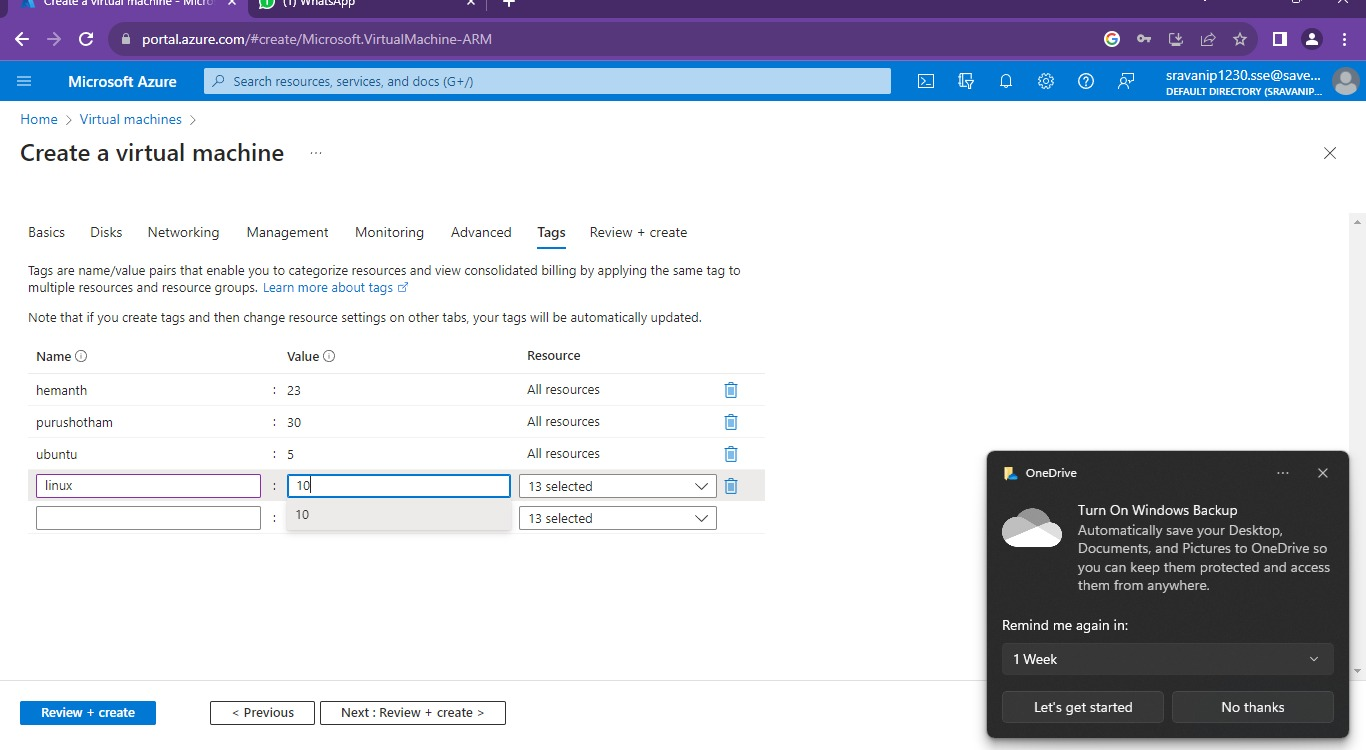 Create a virtual machine - Micro
(1) WhatsApp
portal.azure.com/#create/Microsoft.VirtualMachine-ARM
Microsoft Azure
Search resources, services, and docs (G+/)
sravanip1230.sse@save...
DEFAULT DIRECTORY (SRAVANIP...
Home > Virtual machines >
Create a virtual machine ...
Basics Disks Networking Management Monitoring Advanced Tags Review + create
Tags are name/value pairs that enable you to categorize resources and view consolidated billing by applying the same tag to
multiple resources and resource groups. Learn more about tags
Note that if you create tags and then change resource settings on other tabs, your tags will be automatically updated.
Name Value Resource
hemanth : 23 All resources
purushotham : 30 All resources
ubuntu : 5 All resources
linux : 10 13 selected
: 10 13 selected
Review + create < Previous Next : Review + create >
OneDrive
Turn On Windows Backup
Automatically save your Desktop,
Documents, and Pictures to OneDrive so
you can keep them protected and access
them from anywhere.
Remind me again in:
1 Week
Let's get started No thanks